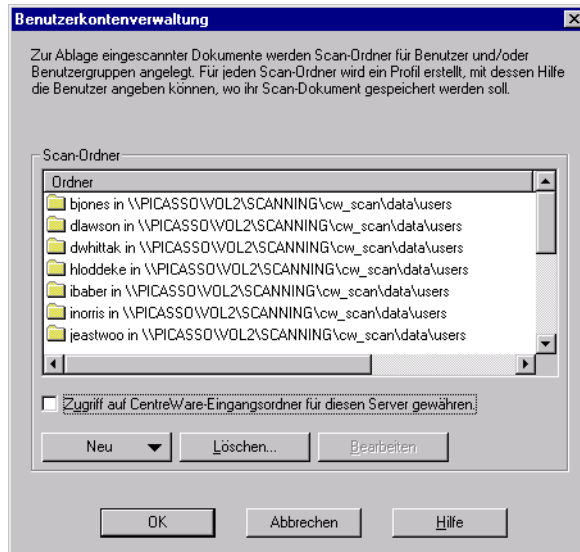 Benutzerkontenverwaltung
Zur Ablage eingescannter Dokumente werden Scan-Ordner für Benutzer und/oder
Benutzergruppen angelegt. Für jeden Scan-Ordner wird ein Profil erstellt, mit dessen Hilfe
die Benutzer angeben können, wo ihr Scan-Dokument gespeichert werden soll.
Scan-Ordner
Ordner
bjones in \\PICASSO\VOL2\SCANNING\cw_scan\data\users
dlawson in \\PICASSO\VOL2\SCANNING\cw_scan\data\users
dwhittak in \\PICASSO\VOL2\SCANNING\cw_scan\data\users
hloddeke in \\PICASSO\VOL2\SCANNING\cw_scan\data\users
ibaber in \\PICASSO\VOL2\SCANNING\cw_scan\data\users
inorris in \\PICASSO\VOL2\SCANNING\cw_scan\data\users
jeastwoo in \\PICASSO\VOL2\SCANNING\cw_scan\data\users
Zugriff auf CentreWare-Eingangsordner für diesen Server gewähren.
Neu Löschen... Bearbeiten
OK Abbrechen Hilfe